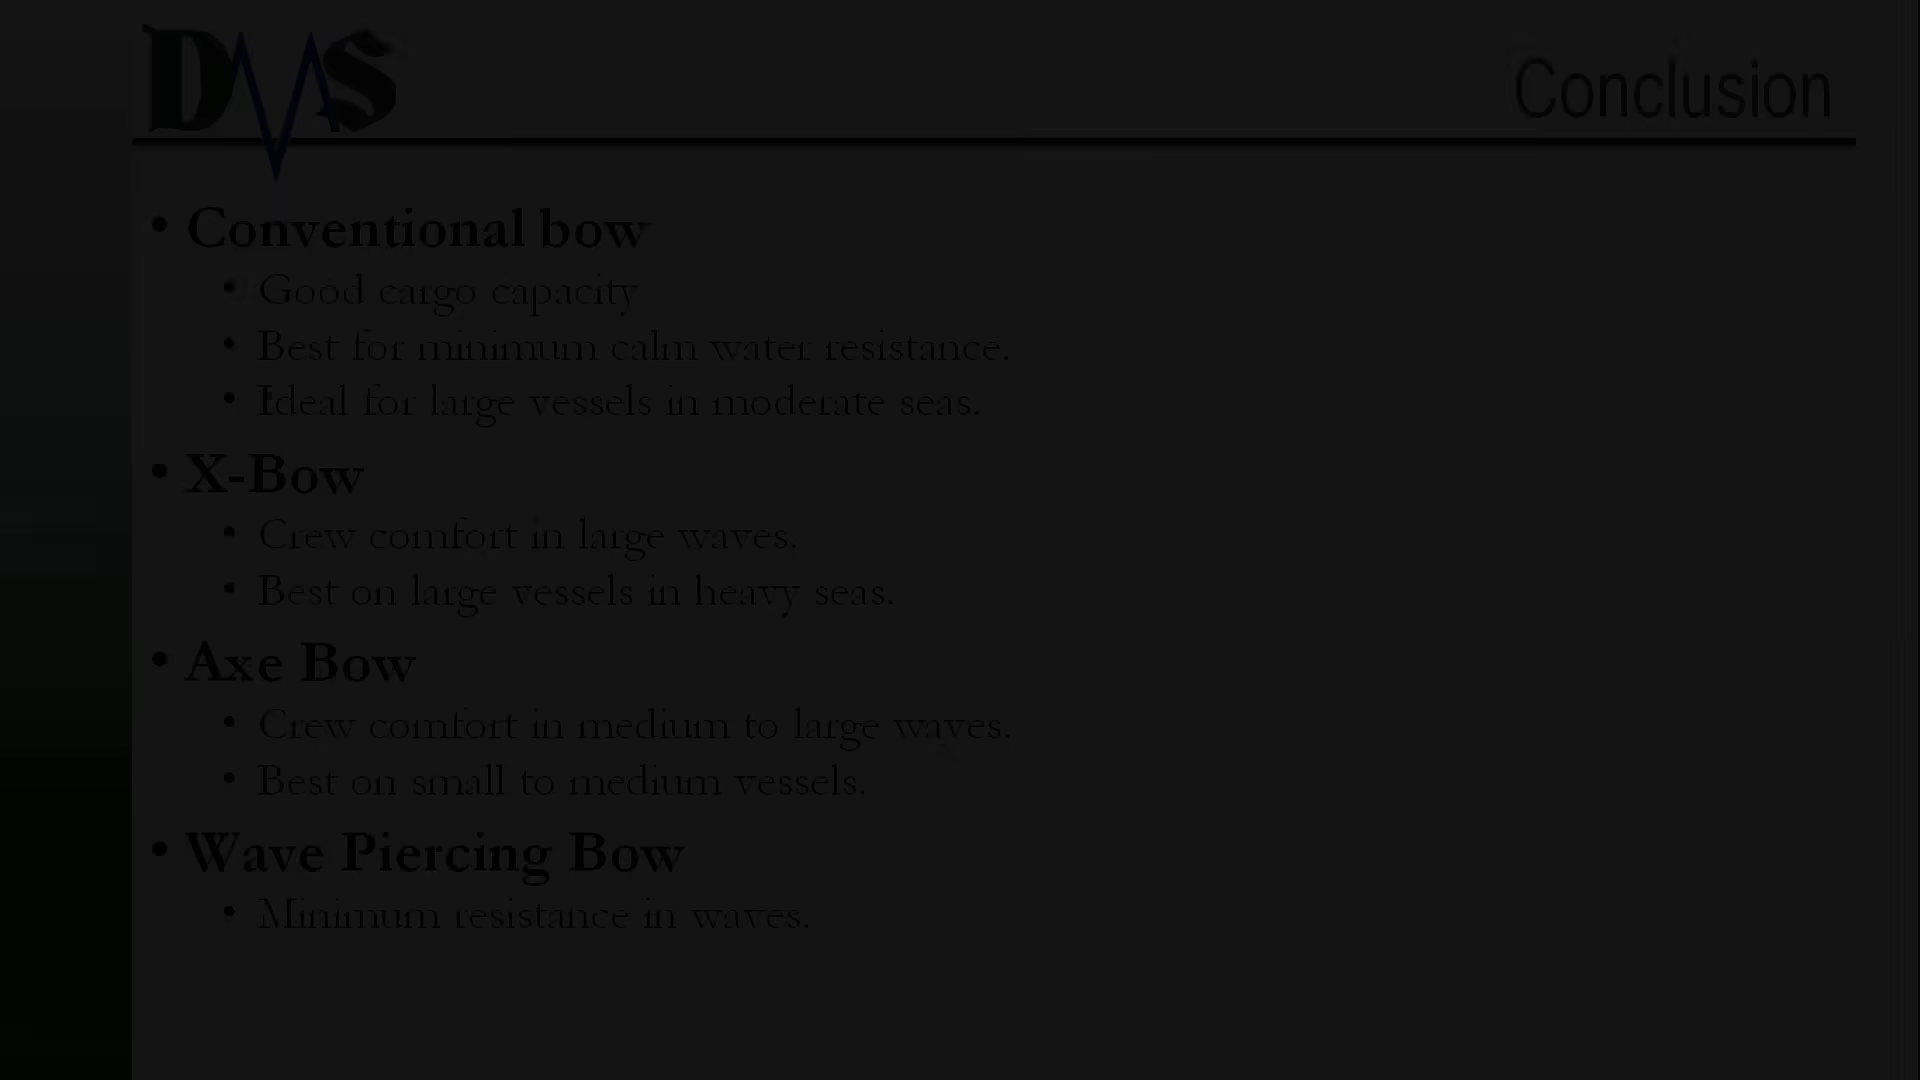 DMS
Conclusion
• Conventional bow
• Good cargo capacity
• Best for minimum calm water resistance.
• Ideal for large vessels in moderate seas.
• X-Bow
• Crew comfort in large waves.
• Best on large vessels in heavy seas.
• Axe Bow
• Crew comfort in medium to large waves.
• Best on small to medium vessels.
• Wave Piercing Bow
• Minimum resistance in waves.